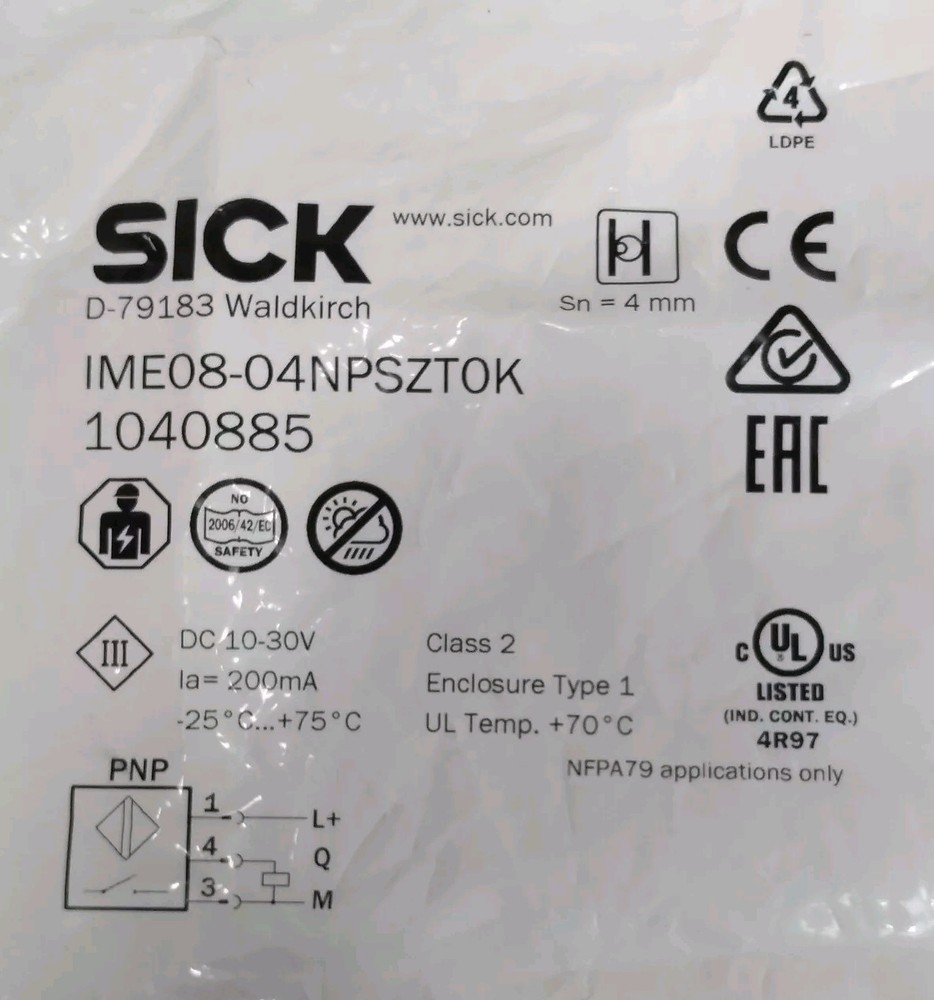 4
LDPE
SICK
www.sick.com
CE
D-79183 Waldkirch
Sn = 4 mm
IME08-04NPSZT0K
1040885
EAC
NO
2006/42/EC
SAFETY
III
DC 10-30V
Ia= 200mA
-25°C...+75°C
Class 2
Enclosure Type 1
UL Temp. +70°C
C UL US
®
LISTED
(IND. CONT. EQ.)
4R97
NFPA79 applications only
PNP
1 L+
4 Q
3 M